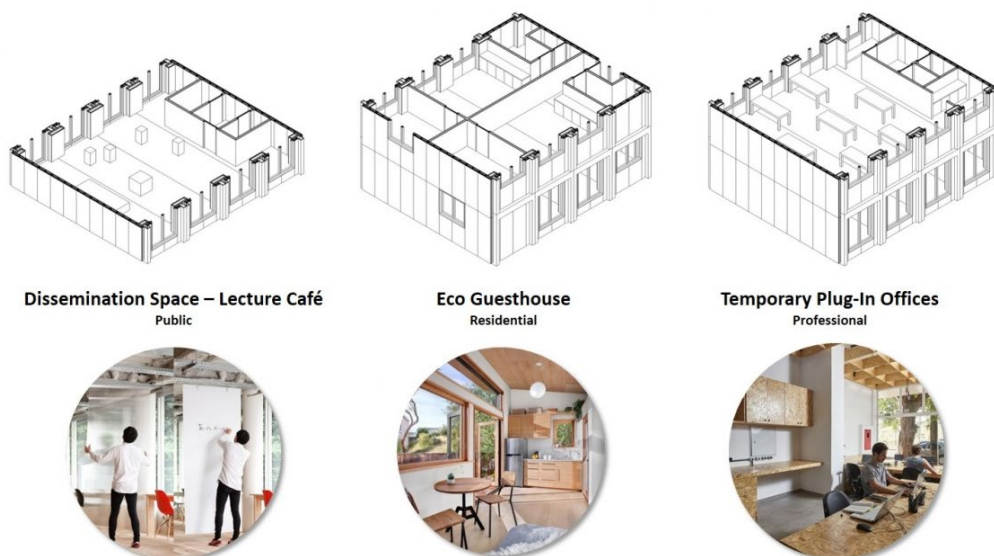 Dissemination Space – Lecture Café
Public
Eco Guesthouse
Residential
Temporary Plug-In Offices
Professional